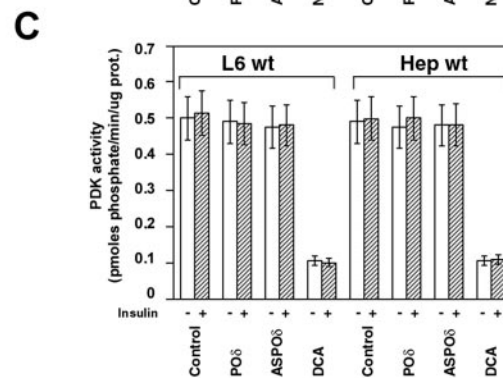 C
0.7
0.6
0.5
0.4
0.3
0.2
0.1
0
PDK activity
(pmoles phosphate/min/ug prot.)
L6 wt
Hep wt
Insulin - + - + - + - + - + - + - + - +
Control POδ ASPOδ DCA Control POδ ASPOδ DCA